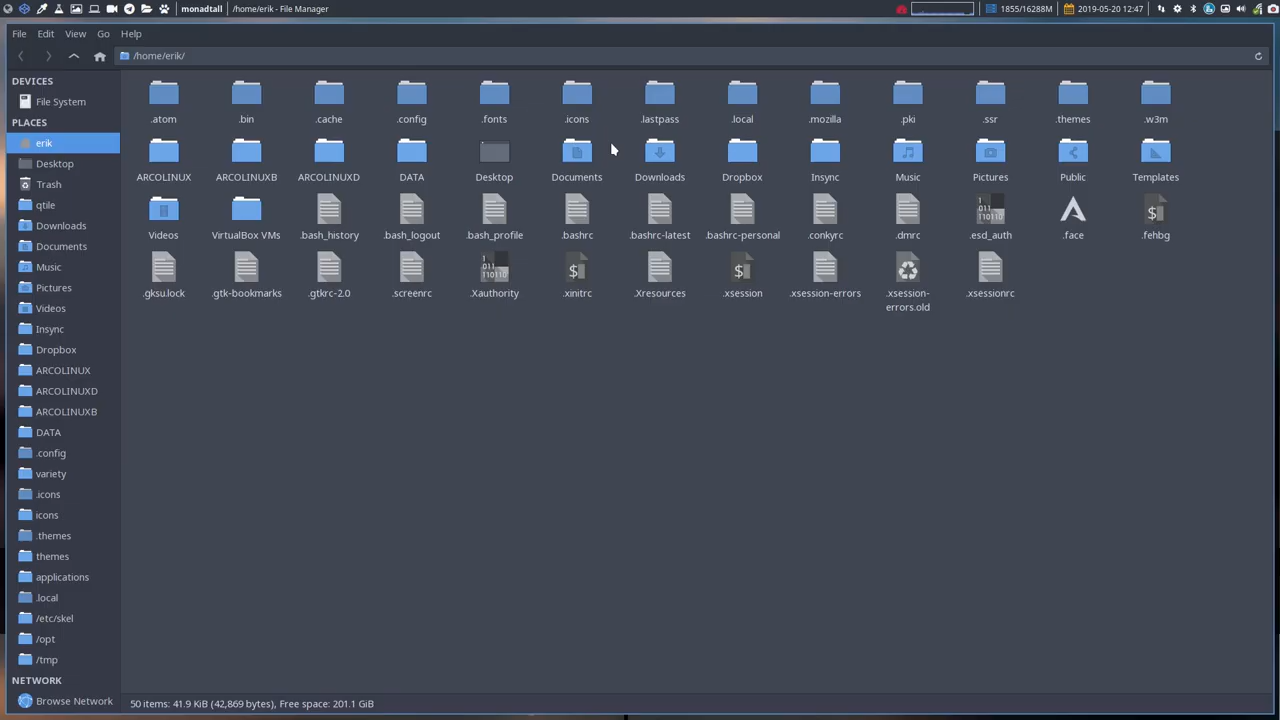 monadtall /home/erik - File Manager 1855/16288M 2019-05-20 12:47
File Edit View Go Help
/home/erik/
DEVICES
File System
PLACES
erik
Desktop
Trash
qtile
Downloads
Documents
Music
Pictures
Videos
Insync
Dropbox
ARCOLINUX
ARCOLINUXD
ARCOLINUXB
DATA
.config
variety
.icons
icons
.themes
themes
applications
.local
/etc/skel
/opt
/tmp
NETWORK
Browse Network
.atom .bin .cache .config .fonts .icons .lastpass .local .mozilla .pki .ssr .themes .w3m
ARCOLINUX ARCOLINUXB ARCOLINUXD DATA Desktop Documents Downloads Dropbox Insync Music Pictures Public Templates
Videos VirtualBox VMs .bash_history .bash_logout .bash_profile .bashrc .bashrc-latest .bashrc-personal .conkyrc .dmrc .esd_auth .face .fehbg
.gksu.lock .gtk-bookmarks .gtkrc-2.0 .screenrc .Xauthority .xinitrc .Xresources .xsession .xsession-errors .xsession-
errors.old .xsessionrc
50 items: 41.9 KiB (42,869 bytes), Free space: 201.1 GiB